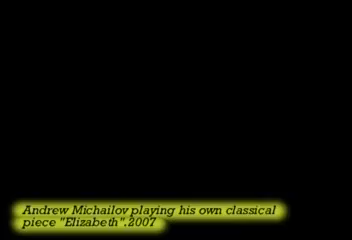 Andrew Michailov playing his own classical
piece "Elizabeth".2007